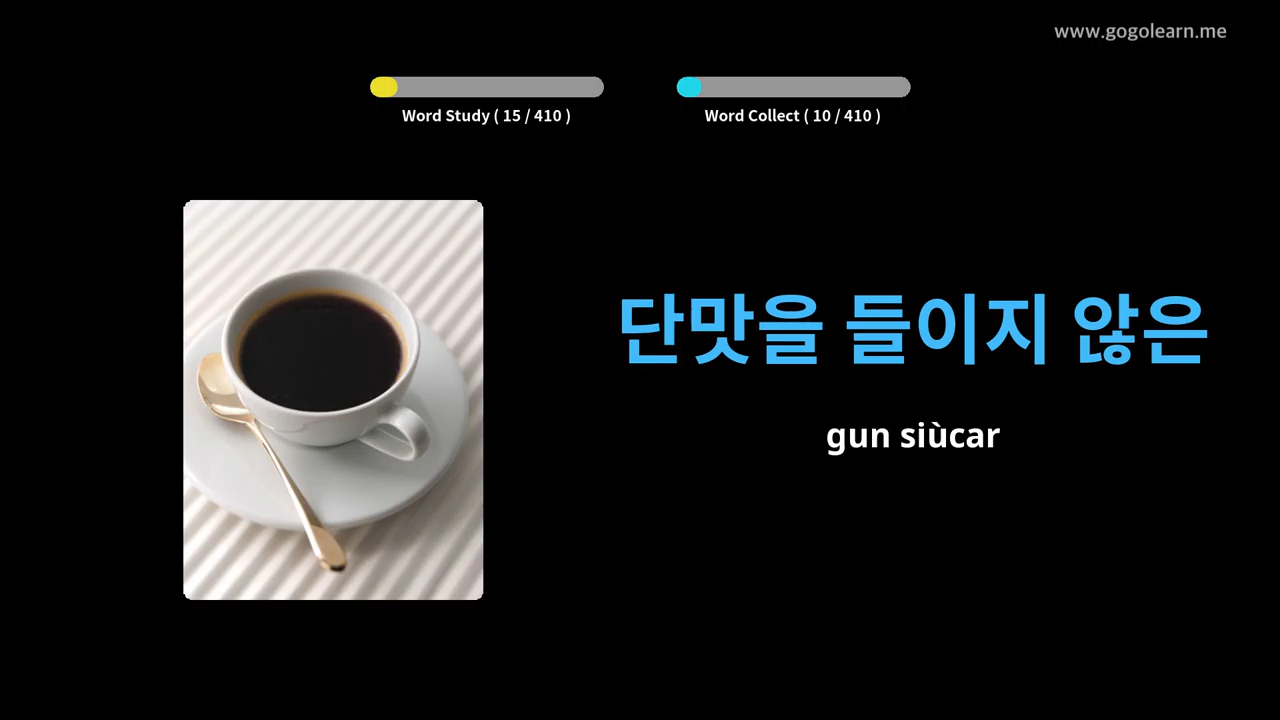 www.gogolearn.me
Word Study ( 15 / 410 )
Word Collect ( 10 / 410 )
단맛을 들이지 않은
gun siùcar